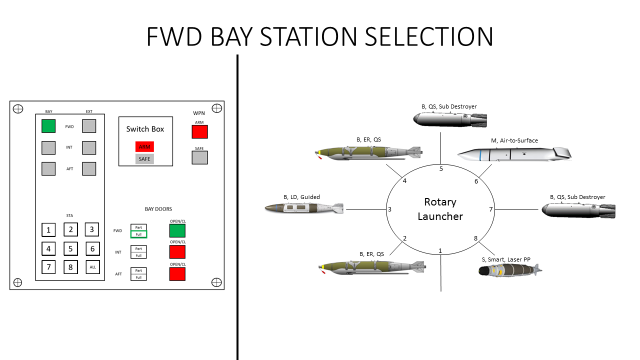 FWD BAY STATION SELECTION
BAY EXT
FWD
INT
AFT
Switch Box
ARM
SAFE
WPN
ARM
SAFE
STA
1 2 3
4 5 6
7 8 ALL
BAY DOORS
OPEN/CL
FWD Part
Full
OPEN/CL
INT Part
Full
OPEN/CL
AFT Part
Full
B, QS, Sub Destroyer
B, ER, QS
M, Air-to-Surface
5
4
6
B, LD, Guided
3
Rotary
Launcher
7
B, QS, Sub Destroyer
2
8
1
B, ER, QS
S, Smart, Laser PP